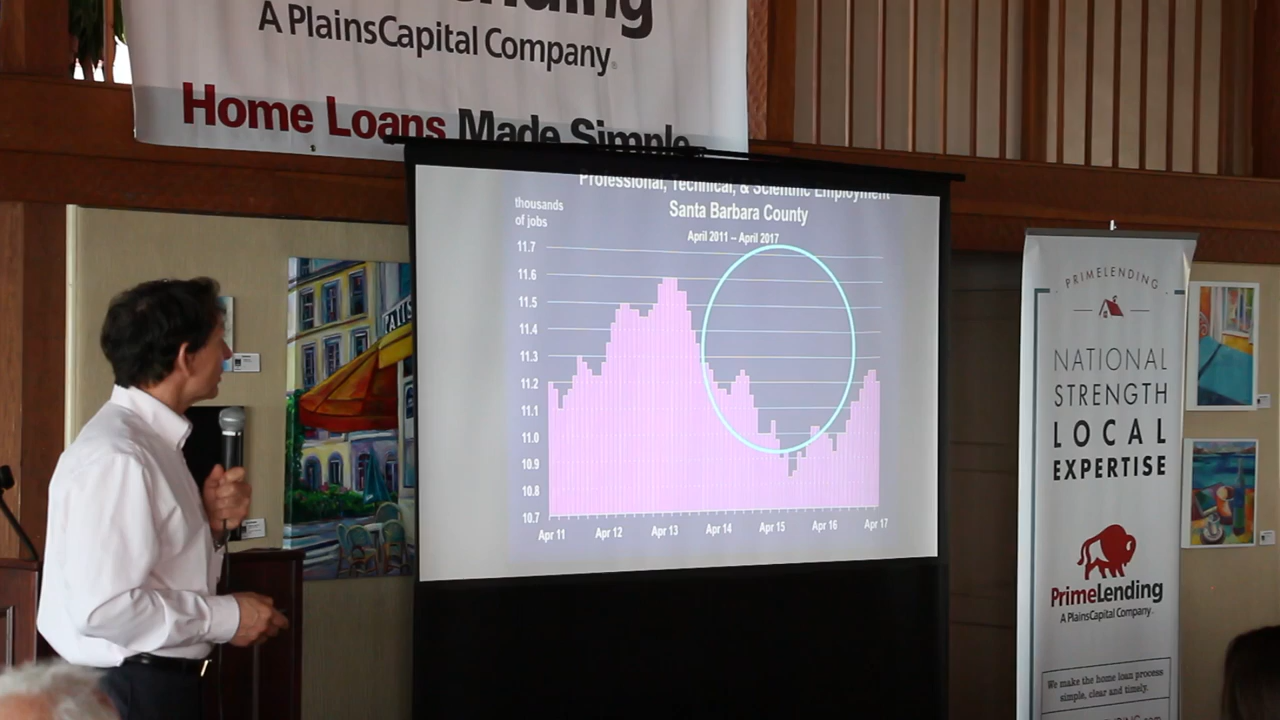 A PlainsCapital Company
Home Loans Made Simple
Professional, Technical, & Scientific Employment
Santa Barbara County
April 2011 – April 2017
thousands
of jobs
11.7
11.6
11.5
11.4
11.3
11.2
11.1
11.0
10.9
10.8
10.7
Apr 11 Apr 12 Apr 13 Apr 14 Apr 15 Apr 16 Apr 17
PRIMELENDING
NATIONAL
STRENGTH
LOCAL
EXPERTISE
PrimeLending
A PlainsCapital Company
We make the home loan process
simple, clear and timely.